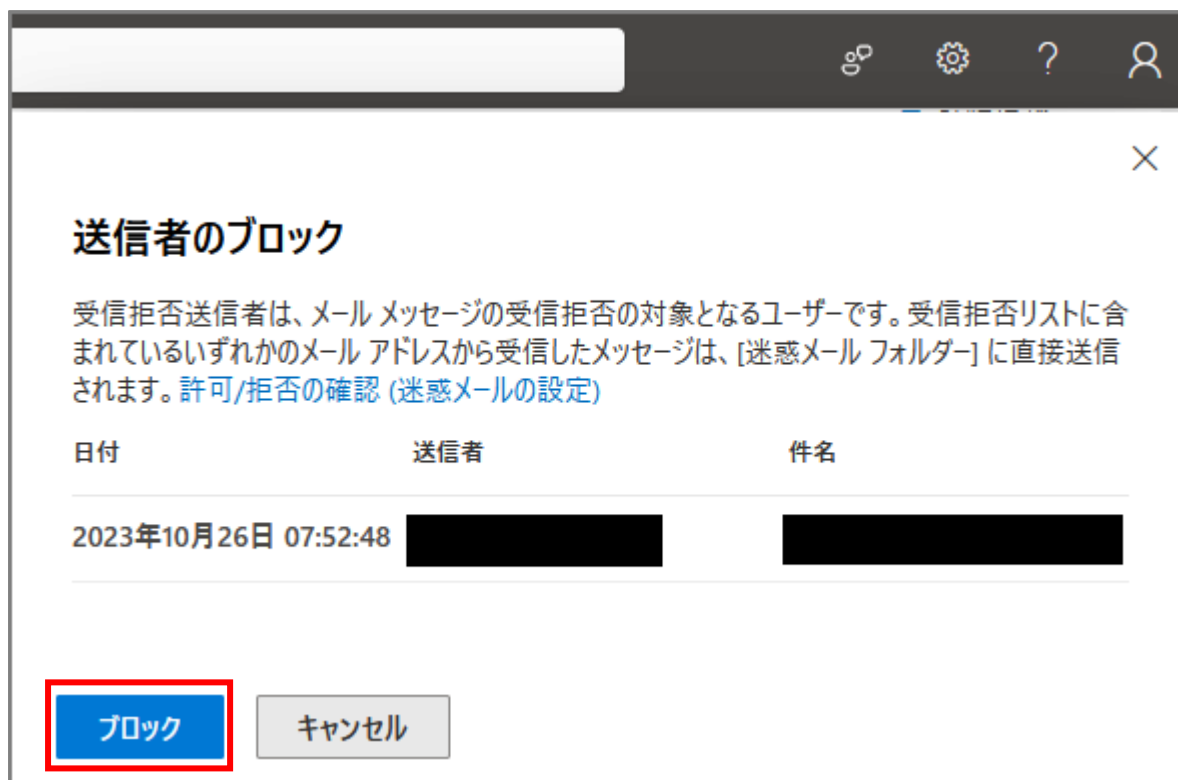 送信者のブロック
受信拒否送信者は、メール メッセージの受信拒否の対象となるユーザーです。受信拒否リストに含
まれているいずれかのメール アドレスから受信したメッセージは、[迷惑メール フォルダー] に直接送信
されます。許可/拒否の確認 (迷惑メールの設定)
日付 送信者 件名
2023年10月26日 07:52:48
ブロック キャンセル